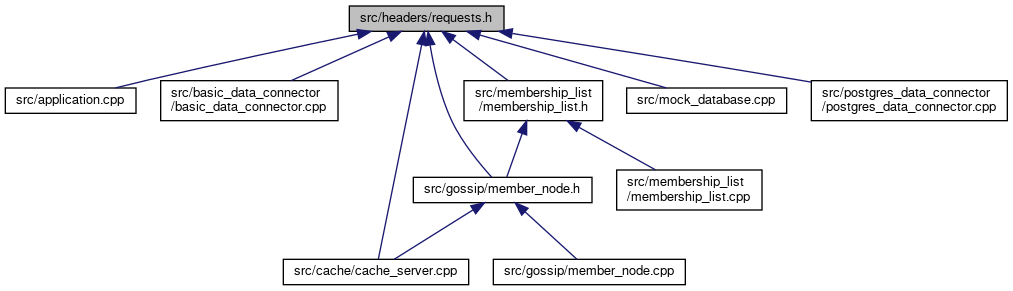 src/headers/requests.h
src/application.cpp
src/basic_data_connector
/basic_data_connector.cpp
src/membership_list
/membership_list.h
src/mock_database.cpp
src/postgres_data_connector
/postgres_data_connector.cpp
src/gossip/member_node.h
src/membership_list
/membership_list.cpp
src/cache/cache_server.cpp
src/gossip/member_node.cpp